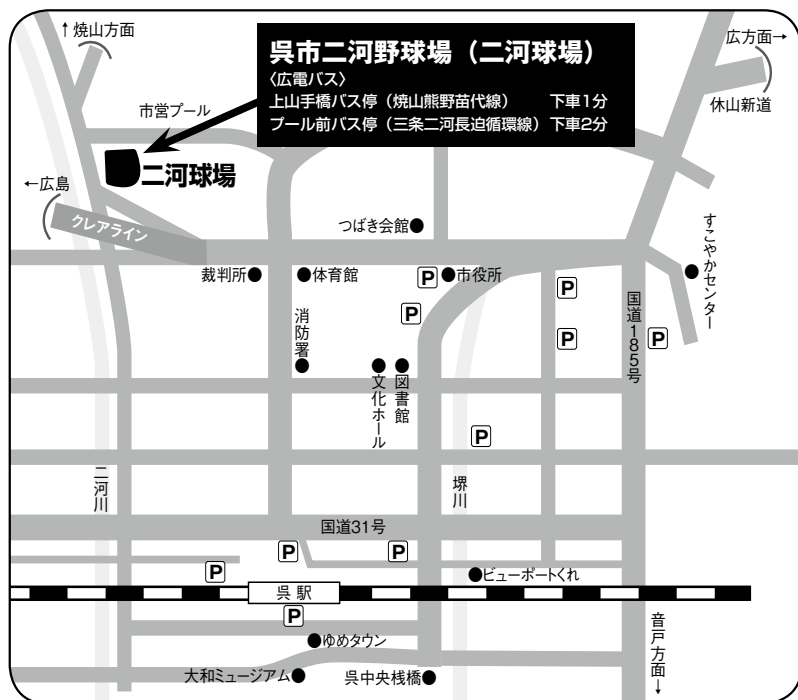 ↑焼山方面
呉市二河野球場（二河球場）
〈広電バス〉
上山手橋バス停（焼山熊野苗代線）　下車1分
プール前バス停（三条二河長迫循環線）下車2分
広方面→
休山新道
市営プール
二河球場
←広島
クレアライン
つばき会館
すこやかセンター
裁判所
体育館
P
市役所
P
P
消防署
国道185号
P
P
文化ホール
図書館
P
二河川
堺川
国道31号
P
P
P
ビューポートくれ
呉駅
P
音戸方面→
ゆめタウン
大和ミュージアム
呉中央桟橋